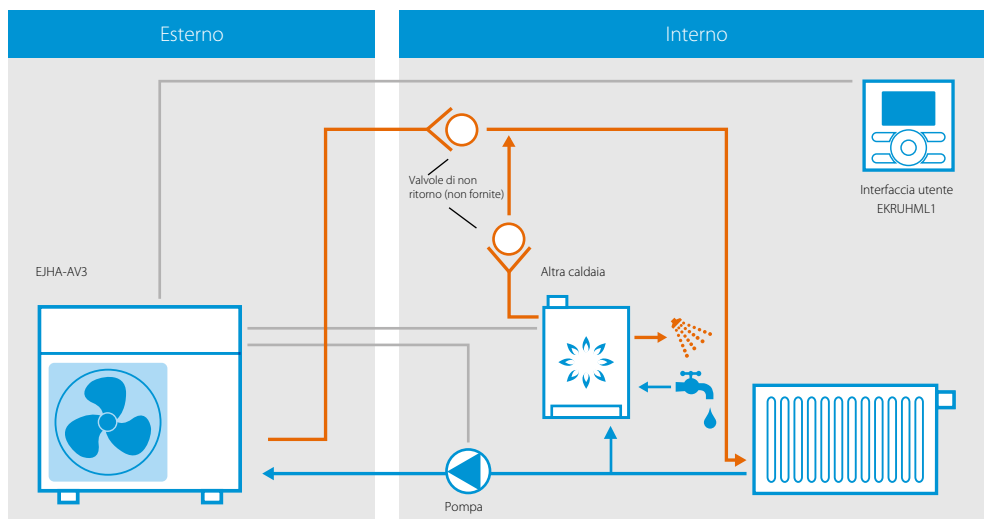 Esterno
Interno
Valvole di non
ritorno (non fornite)
Interfaccia utente
EKRUHML1
EJHA-AV3
Altra caldaia
Pompa